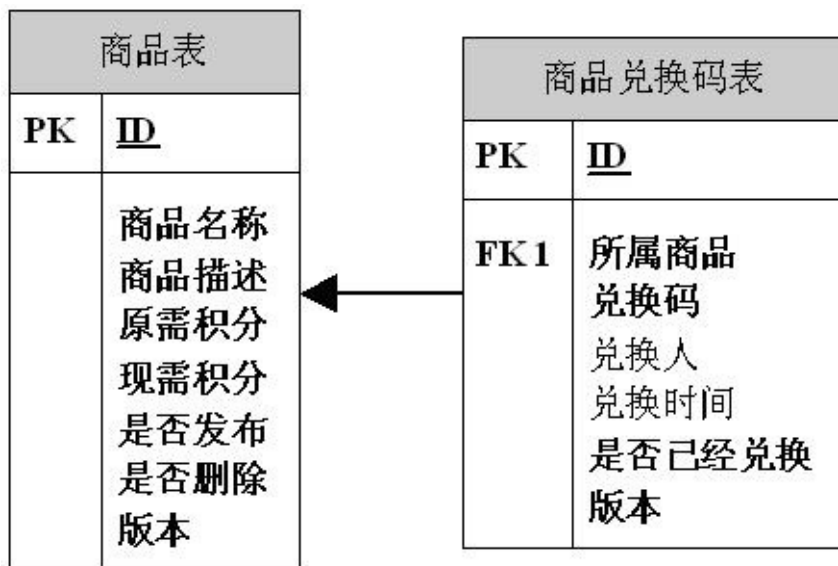 商品表
PK ID
商品名称
商品描述
原需积分
现需积分
是否发布
是否删除
版本
商品兑换码表
PK ID
FK1 所属商品
兑换码
兑换人
兑换时间
是否已经兑换
版本